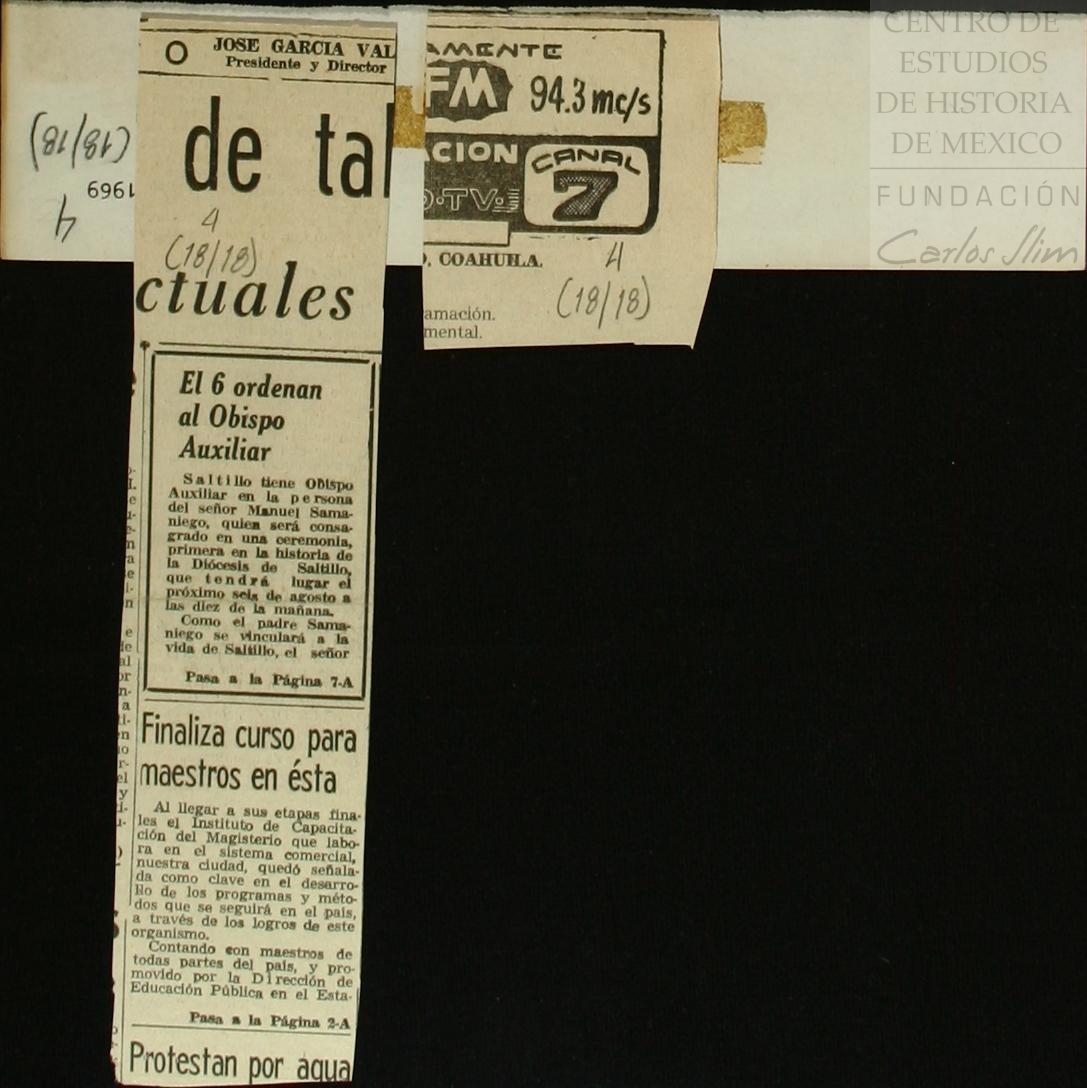 O JOSE GARCIA VAL
Presidente y Director
de tal
4
(18/18)
ctuales
El 6 ordenan
al Obispo
Auxiliar
Saltillo tiene Obispo
Auxiliar en la persona
del señor Manuel Sama-
niego, quien será consa-
grado en una ceremonia,
primera en la historia de
la Diócesis de Saltillo,
que tendrá lugar el
próximo seis de agosto a
las diez de la mañana.
Como el padre Sama-
niego se vinculará a la
vida de Saltillo, el señor
Pasa a la Página 7-A
Finaliza curso para
maestros en ésta
Al llegar a sus etapas fina-
les el Instituto de Capacita-
ción del Magisterio que labo-
ra en el sistema comercial,
nuestra ciudad, quedó señala-
da como clave en el desarro-
llo de los programas y méto-
dos que se seguirá en el país,
a través de los logros de este
organismo.
Contando con maestros de
todas partes del país, y pro-
movido por la Dirección de
Educación Pública en el Esta-
Pasa a la Página 2-A
Protestan por agua
AMENTE
FM 94.3 mc/s
ACION CANAL
O-TV. 7
O, COAHUILA.
4
(18/18)
amación.
mental.
(18/18)
1969
4
CENTRO DE
ESTUDIOS
DE HISTORIA
DE MÉXICO
FUNDACIÓN
Carlos Slim